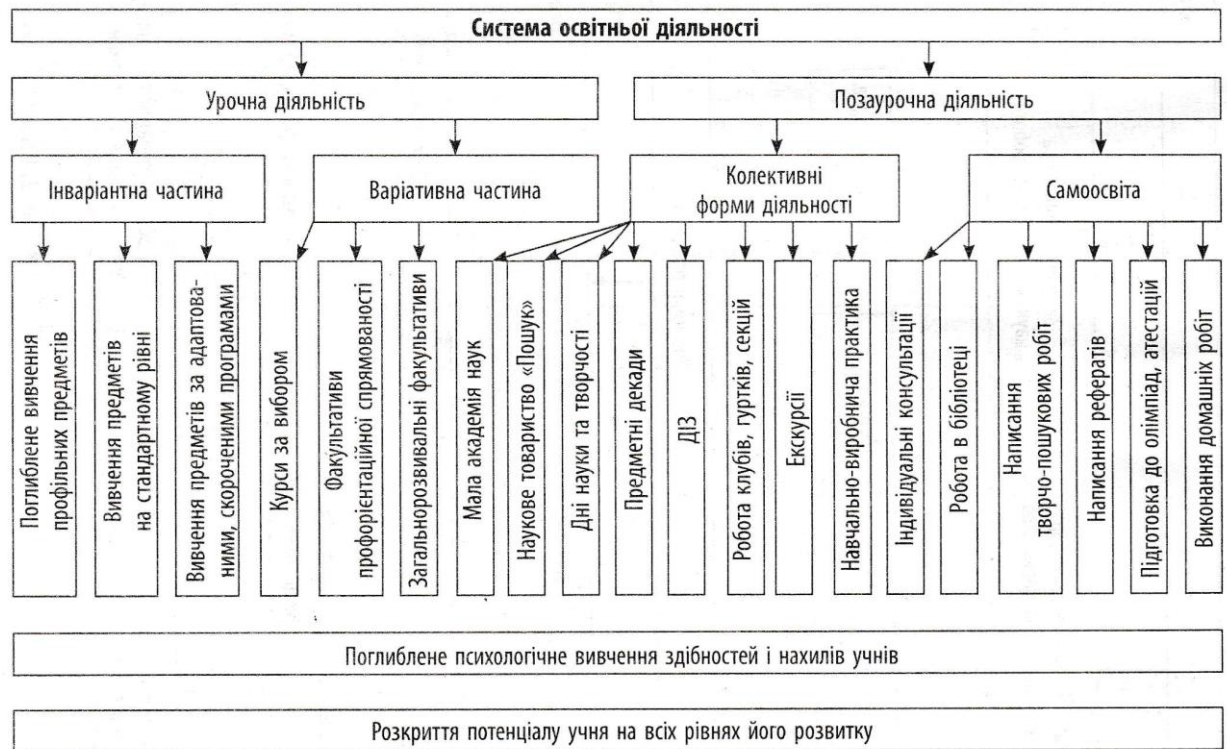 Система освітньої діяльності
Урочна діяльність
Позаурочна діяльність
Інваріантна частина
Варіативна частина
Колективні
форми діяльності
Самоосвіта
Поглиблене вивчення
профільних предметів
Вивчення предметів
на стандартному рівні
Вивчення предметів за адаптова-
ними, скороченими програмами
Курси за вибором
Факультативи
профорієнтаційної спрямованості
Загальнорозвивальні факультативи
Мала академія наук
Наукове товариство «Пошук»
Дні науки та творчості
Предметні декади
ДІЗ
Робота клубів, гуртків, секцій
Екскурсії
Навчально-виробнича практика
Індивідуальні консультації
Робота в бібліотеці
Написання
творчо-пошукових робіт
Написання рефератів
Підготовка до олімпіад, атестацій
Виконання домашніх робіт
Поглиблене психологічне вивчення здібностей і нахилів учнів
Розкриття потенціалу учня на всіх рівнях його розвитку